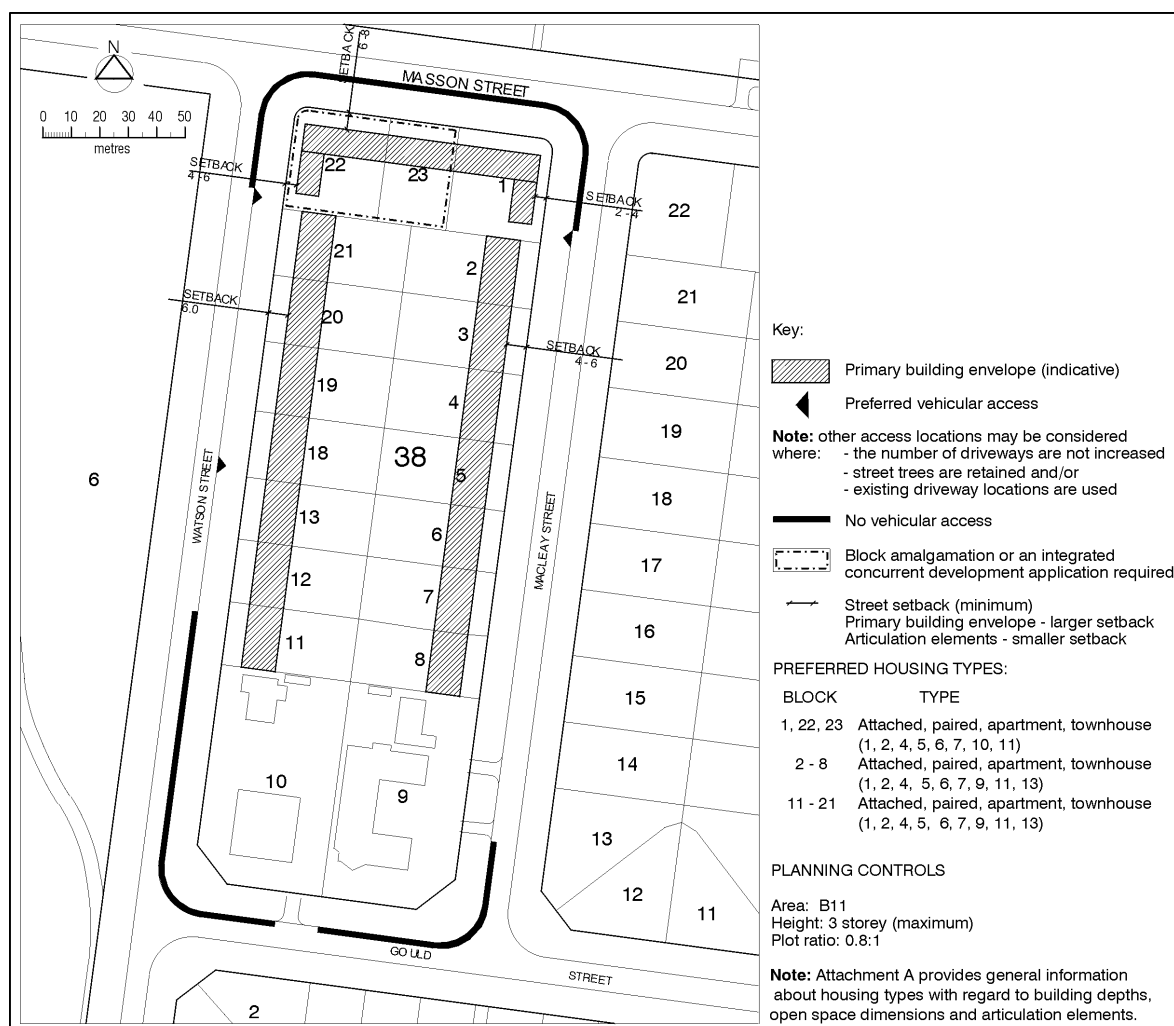 N
0 10 20 30 40 50
metres
SETBACK
6 -8
MASSON STREET
SETBACK
4 - 6
22
23
1
SETBACK
2 - 4
22
21
2
21
SETBACK
6.0
20
3
SETBACK
4 - 6
20
19
4
19
6
WATSON STREET
18
38
5
MACLEAY STREET
18
13
6
17
12
7
16
11
8
15
10
9
14
13
12
11
GOULD
STREET
2
Key:
Primary building envelope (indicative)
Preferred vehicular access
Note: other access locations may be considered
where: - the number of driveways are not increased
- street trees are retained and/or
- existing driveway locations are used
No vehicular access
Block amalgamation or an integrated
concurrent development application required
Street setback (minimum)
Primary building envelope - larger setback
Articulation elements - smaller setback
PREFERRED HOUSING TYPES:
BLOCK TYPE
1, 22, 23 Attached, paired, apartment, townhouse
(1, 2, 4, 5, 6, 7, 10, 11)
2 - 8 Attached, paired, apartment, townhouse
(1, 2, 4, 5, 6, 7, 9, 11, 13)
11 - 21 Attached, paired, apartment, townhouse
(1, 2, 4, 5, 6, 7, 9, 11, 13)
PLANNING CONTROLS
Area: B11
Height: 3 storey (maximum)
Plot ratio: 0.8:1
Note: Attachment A provides general information
about housing types with regard to building depths,
open space dimensions and articulation elements.